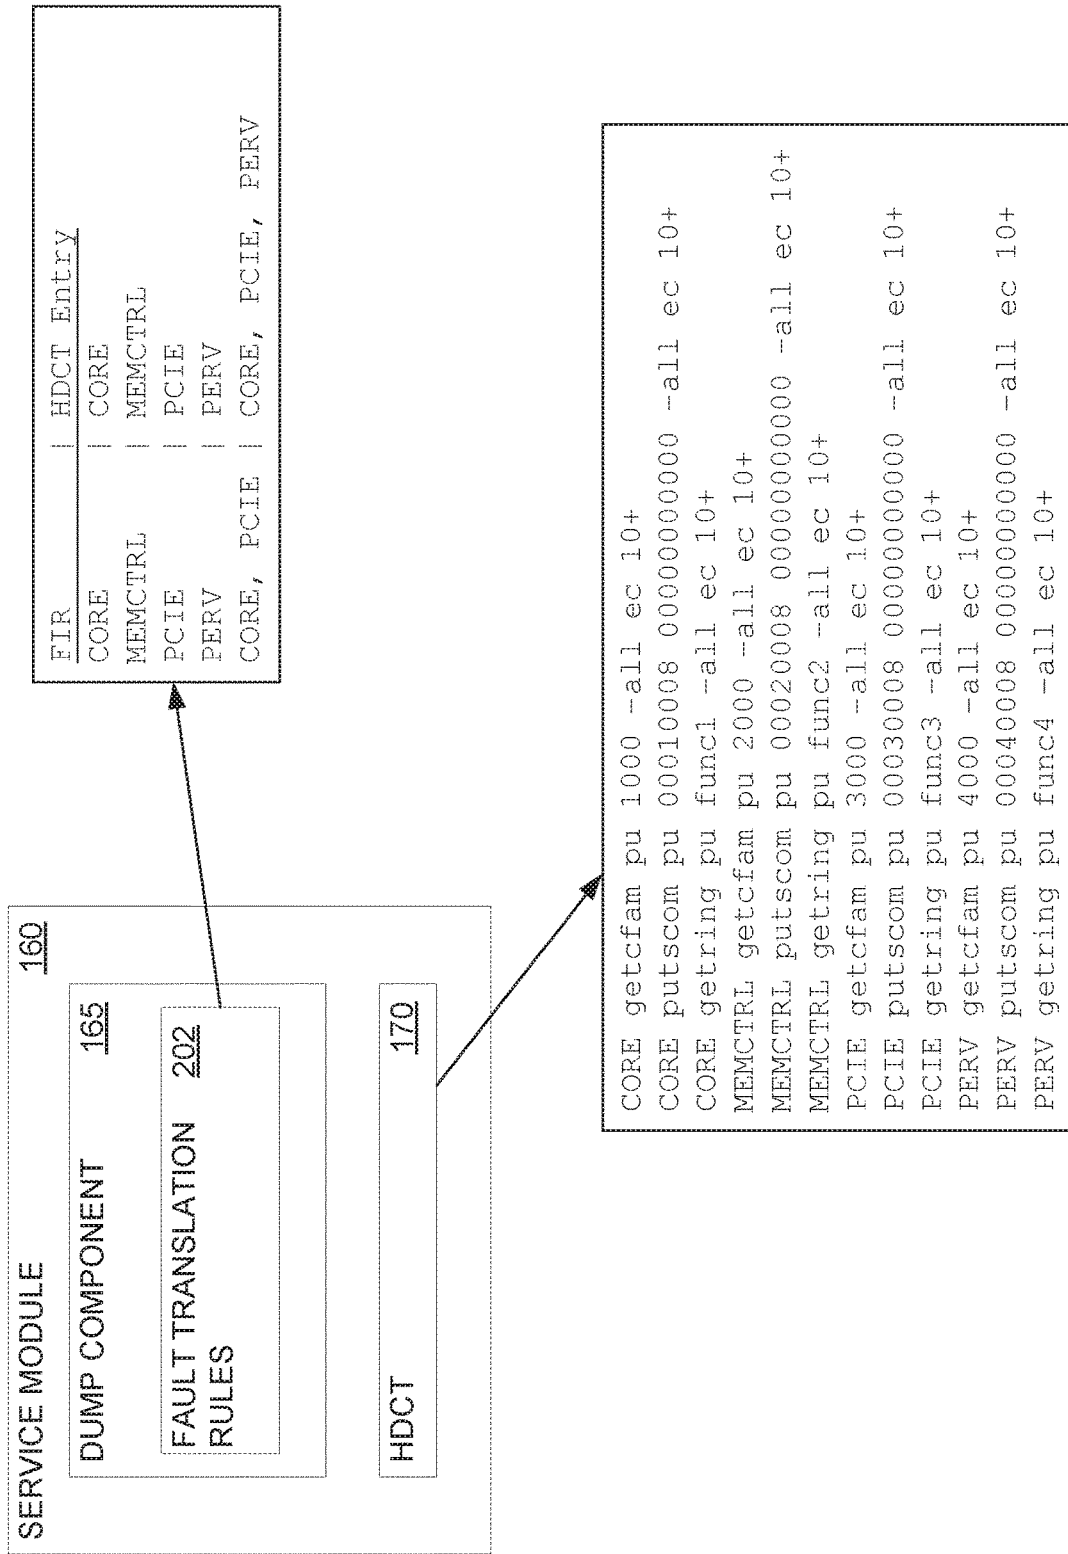 SERVICE MODULE 160
DUMP COMPONENT 165
FAULT TRANSLATION 202
RULES
HDCT 170
FIR | HDCT Entry
CORE | CORE
MEMCTRL | MEMCTRL
PCIE | PCIE
PERV | PERV
CORE, PCIE | CORE, PCIE, PERV
CORE getcfam pu 1000 -all ec 10+
CORE putscom pu 00010008 0000000000 -all ec 10+
CORE getring pu func1 -all ec 10+
MEMCTRL getcfam pu 2000 -all ec 10+
MEMCTRL putscom pu 00020008 0000000000 -all ec 10+
MEMCTRL getring pu func2 -all ec 10+
PCIE getcfam pu 3000 -all ec 10+
PCIE putscom pu 00030008 0000000000 -all ec 10+
PCIE getring pu func3 -all ec 10+
PERV getcfam pu 4000 -all ec 10+
PERV putscom pu 00040008 0000000000 -all ec 10+
PERV getring pu func4 -all ec 10+